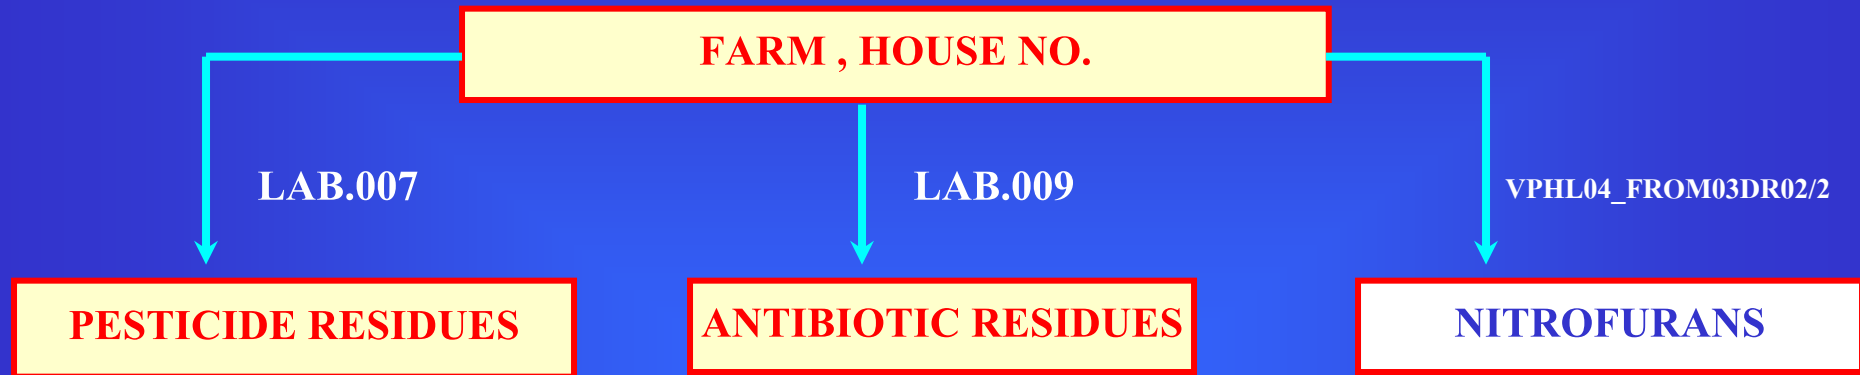 FARM , HOUSE NO.
LAB.007
LAB.009
VPHL04_FROM03DR02/2
PESTICIDE RESIDUES
ANTIBIOTIC RESIDUES
NITROFURANS